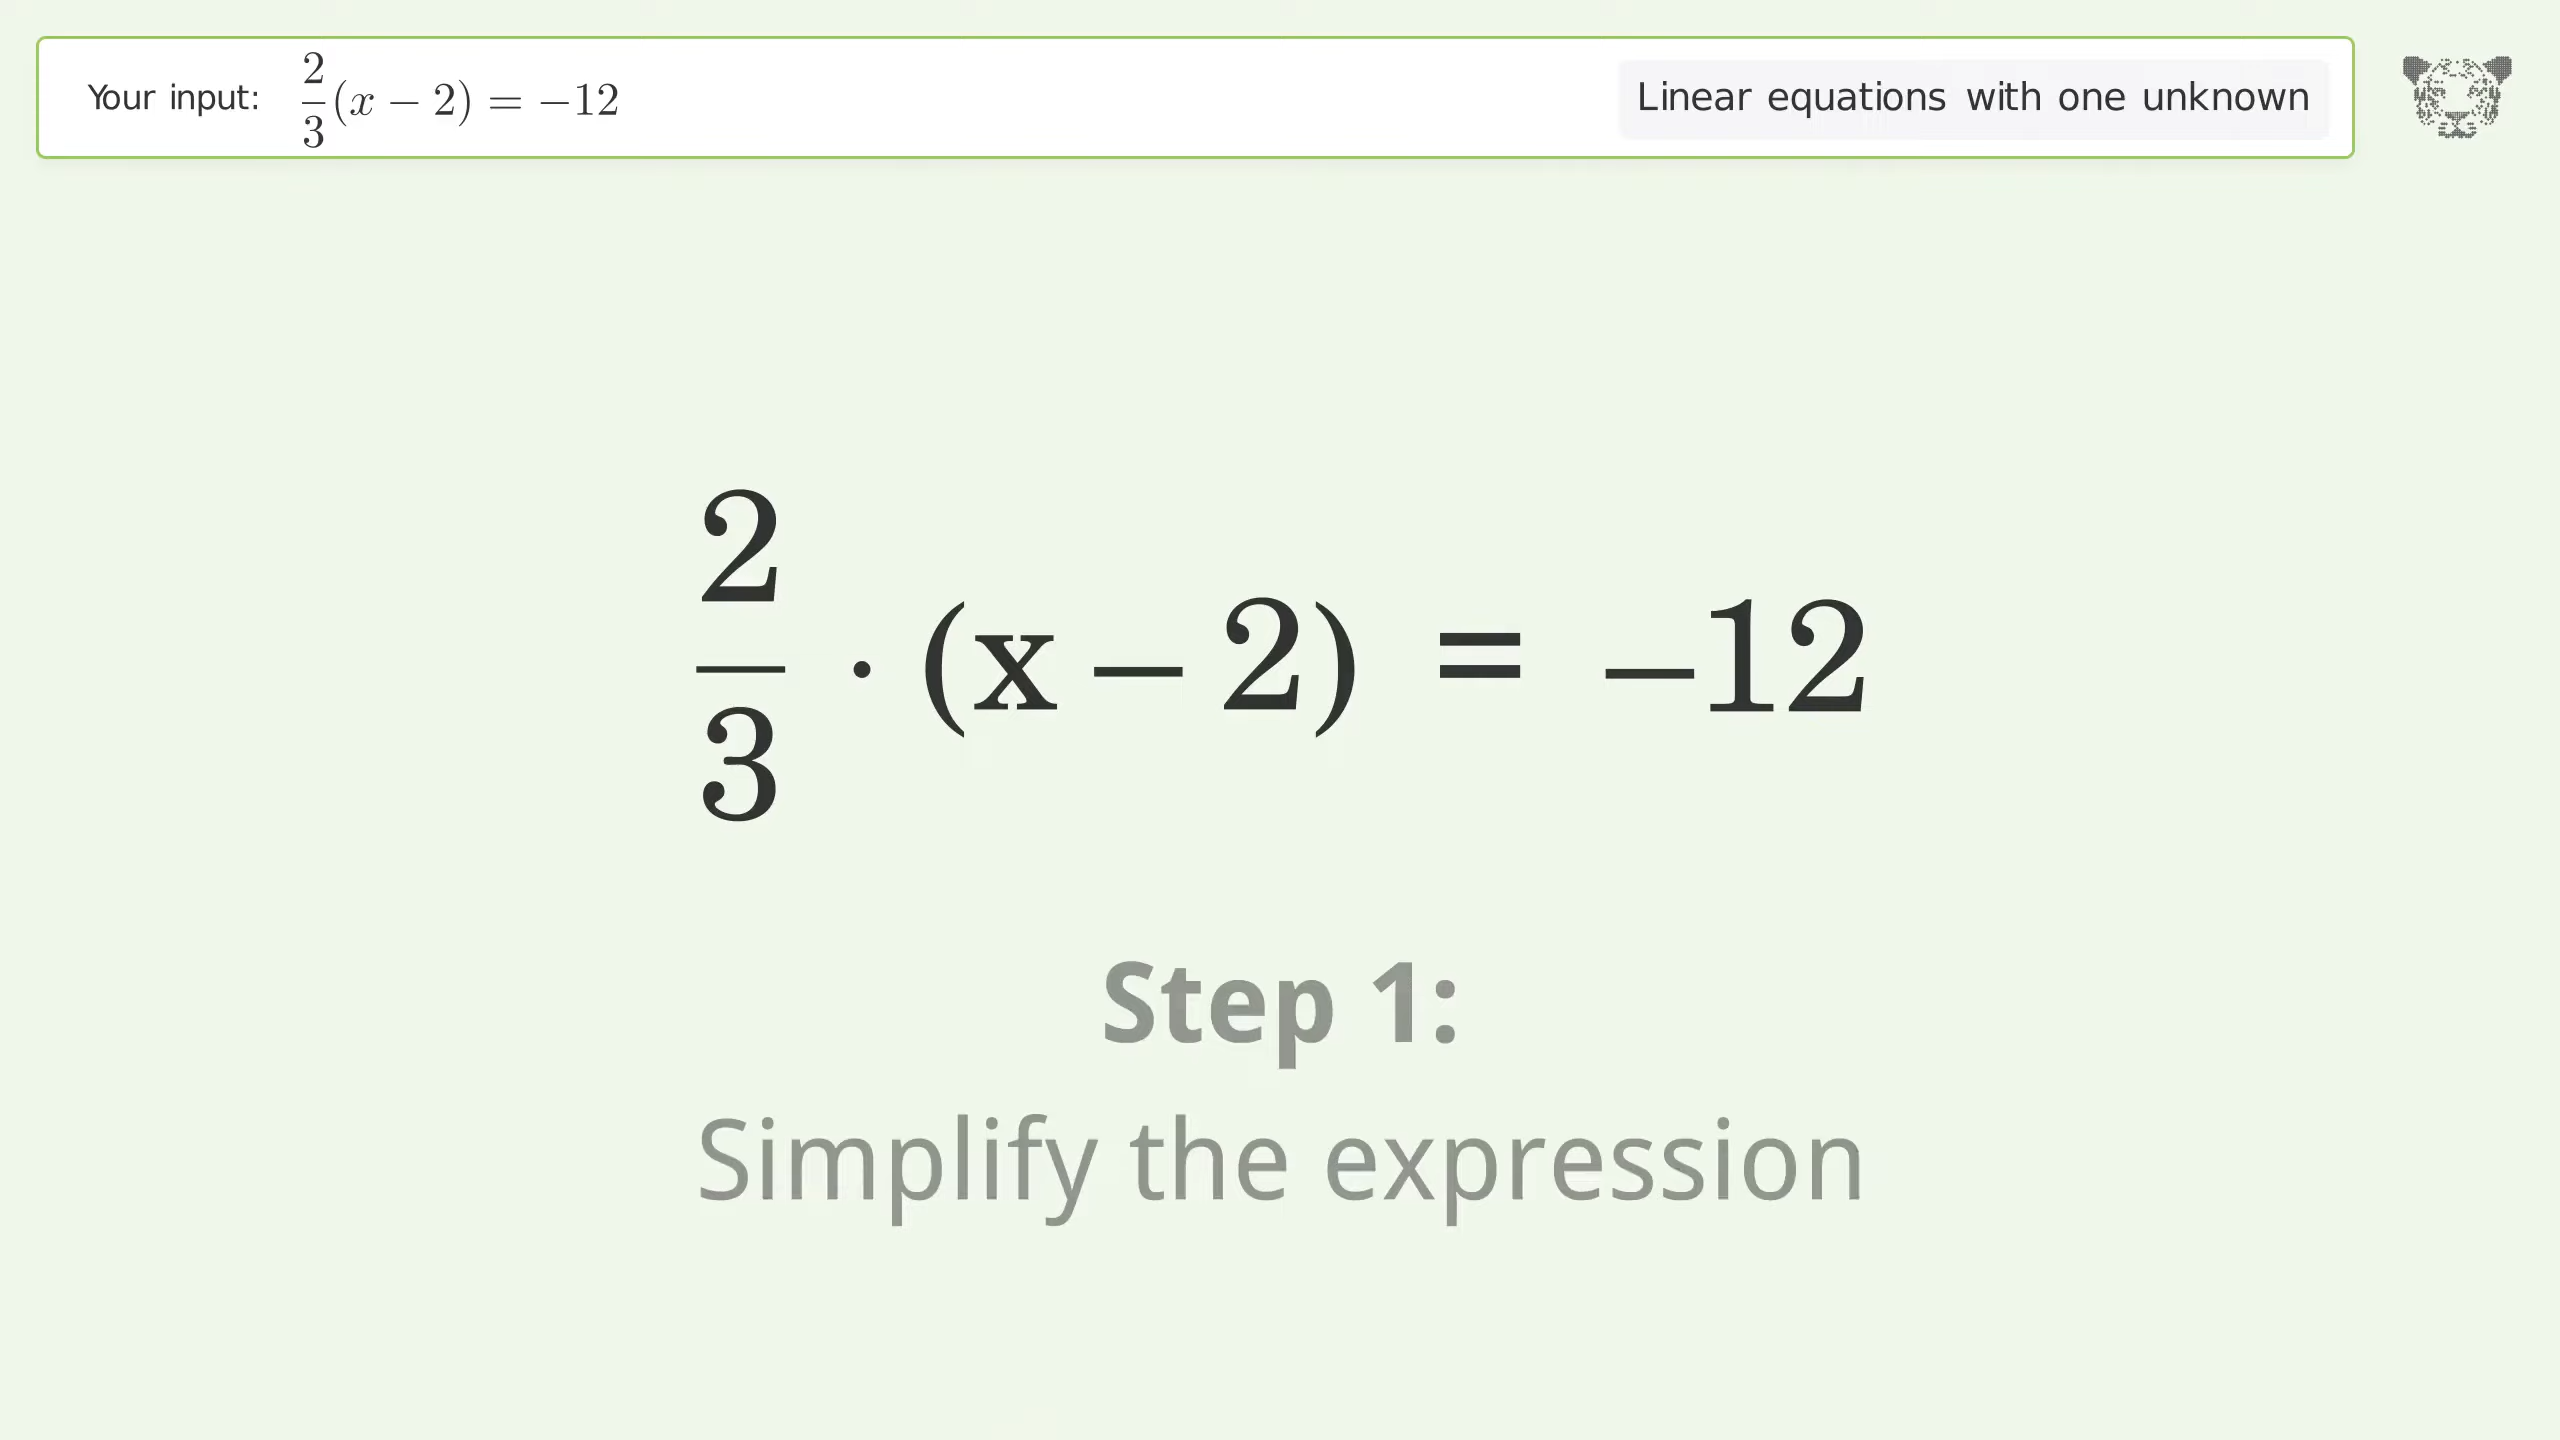 Your input: 2/3(x − 2) = −12
Linear equations with one unknown
2/3 · (x − 2) = −12
Step 1:
Simplify the expression